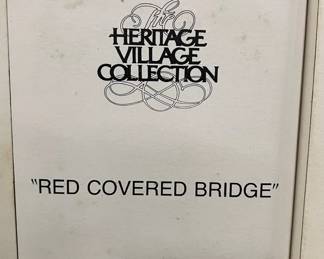 The
HERITAGE
VILLAGE
COLLECTION
"RED COVERED BRIDGE"